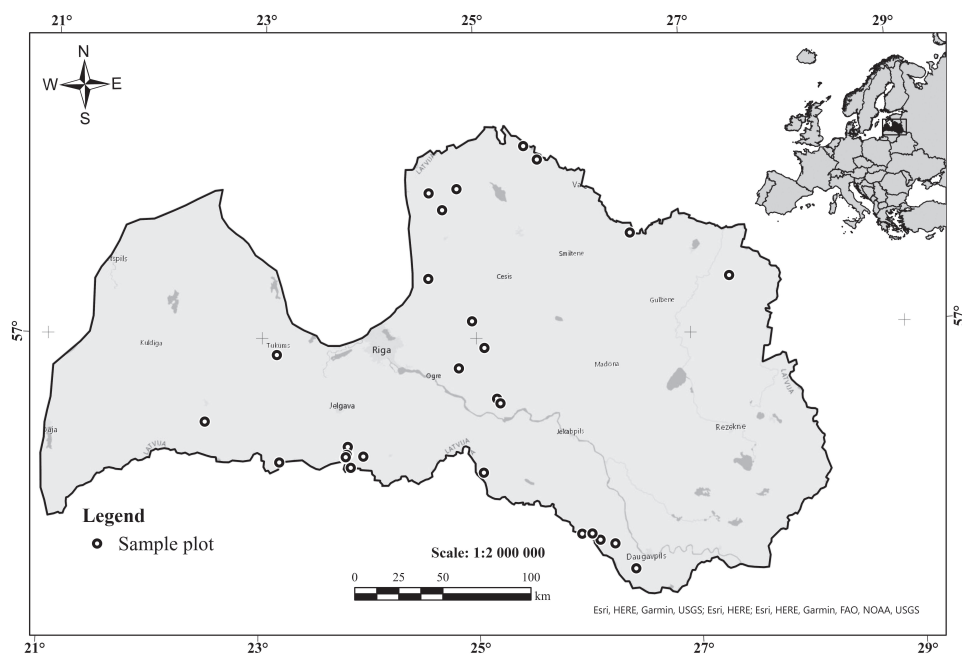 21° 23° 25° 27° 29°
N
W E
S
LATVIJA
Va
Smiltene
Cesis
Gulbene
57° 57°
Kuldiga
Tukums
Riga
Madona
Ogre
LATVIJA
Jelgava
Rezekne
Jekabpils
LATVIJA
LATVIJA
Legend
Sample plot
Scale: 1:2 000 000
Daugavpils
0 25 50 100
km
Esri, HERE, Garmin, USGS; Esri, HERE; Esri, HERE, Garmin, FAO, NOAA, USGS
21° 23° 25° 27° 29°